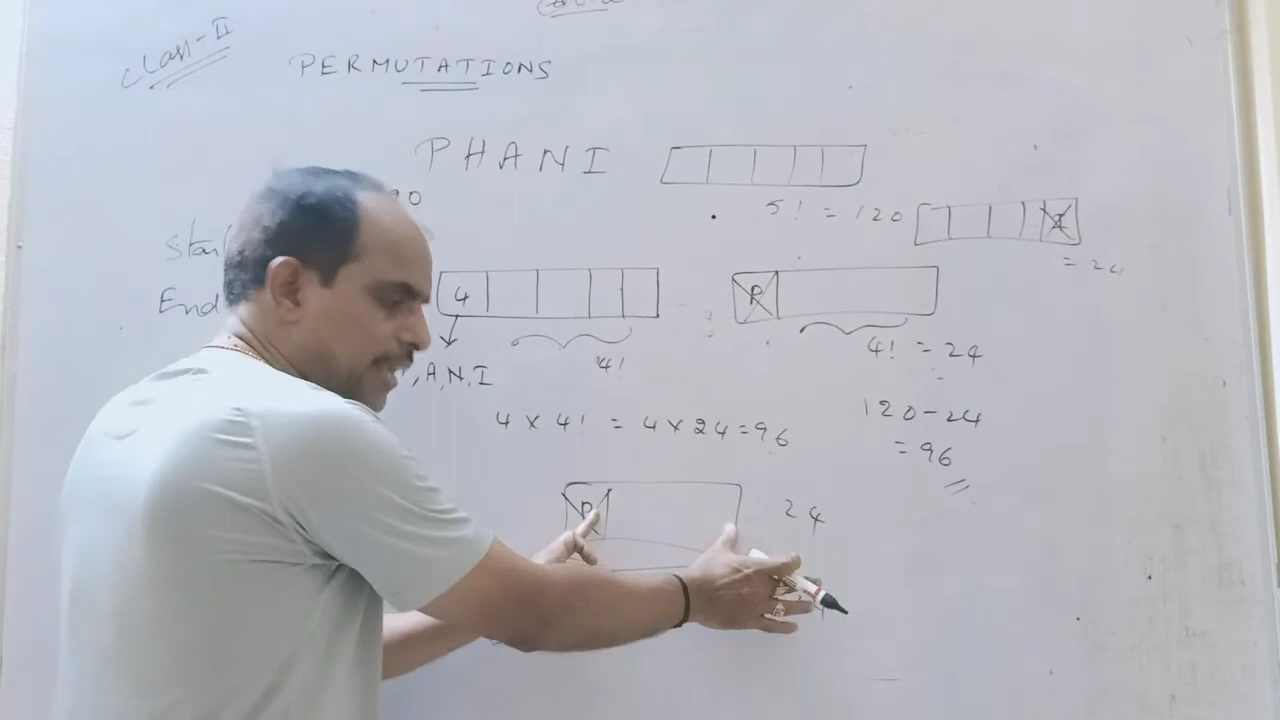 Class-II
PERMUTATIONS
PHANI
5! = 120
I
= 24
Star
End
4
4!
, A, N, I
P
4! = 24
4 x 4! = 4 x 24 = 96
120 - 24
= 96
P
24